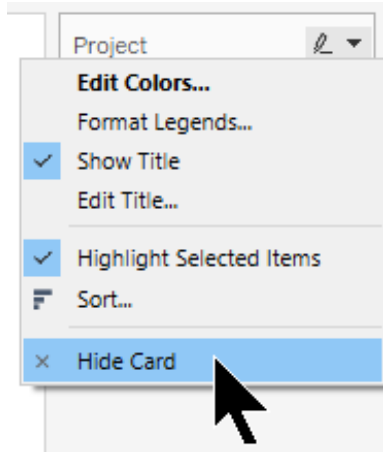 Project
Edit Colors...
Format Legends...
Show Title
Edit Title...
Highlight Selected Items
Sort...
Hide Card